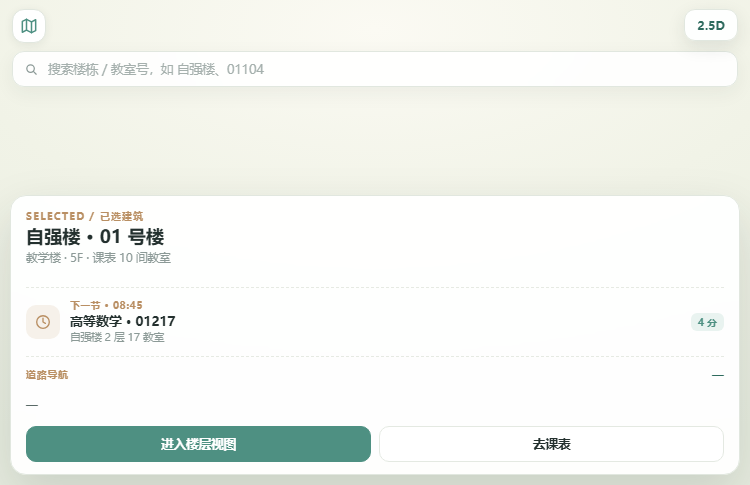 2.5D
搜索楼栋 / 教室号，如 自强楼、01104
SELECTED / 已选建筑
自强楼 • 01 号楼
教学楼 · 5F · 课表 10 间教室
下一节 • 08:45
高等数学 • 01217
自强楼 2 层 17 教室
4 分
道路导航
—
—
进入楼层视图
去课表